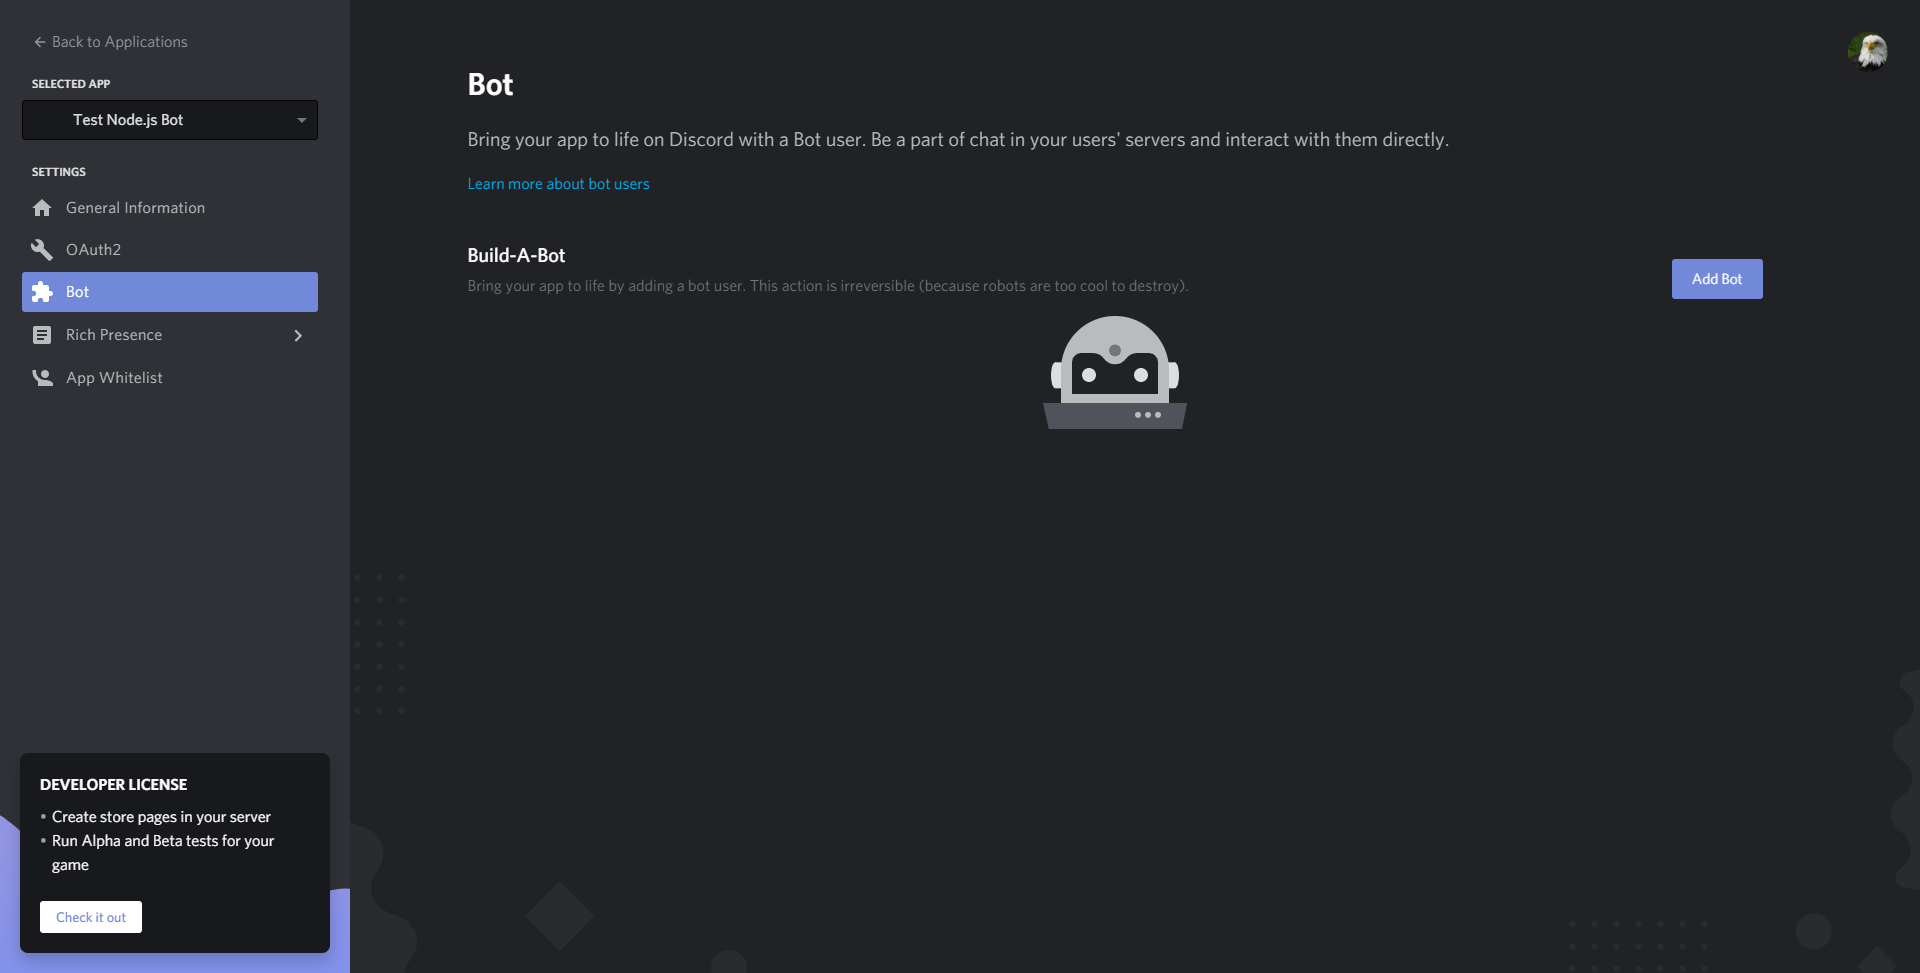 Back to Applications
SELECTED APP
Test Node.js Bot
SETTINGS
General Information
OAuth2
Bot
Rich Presence
App Whitelist
DEVELOPER LICENSE
Create store pages in your server
Run Alpha and Beta tests for your
game
Check it out
Bot
Bring your app to life on Discord with a Bot user. Be a part of chat in your users' servers and interact with them directly.
Learn more about bot users
Build-A-Bot
Bring your app to life by adding a bot user. This action is irreversible (because robots are too cool to destroy).
Add Bot